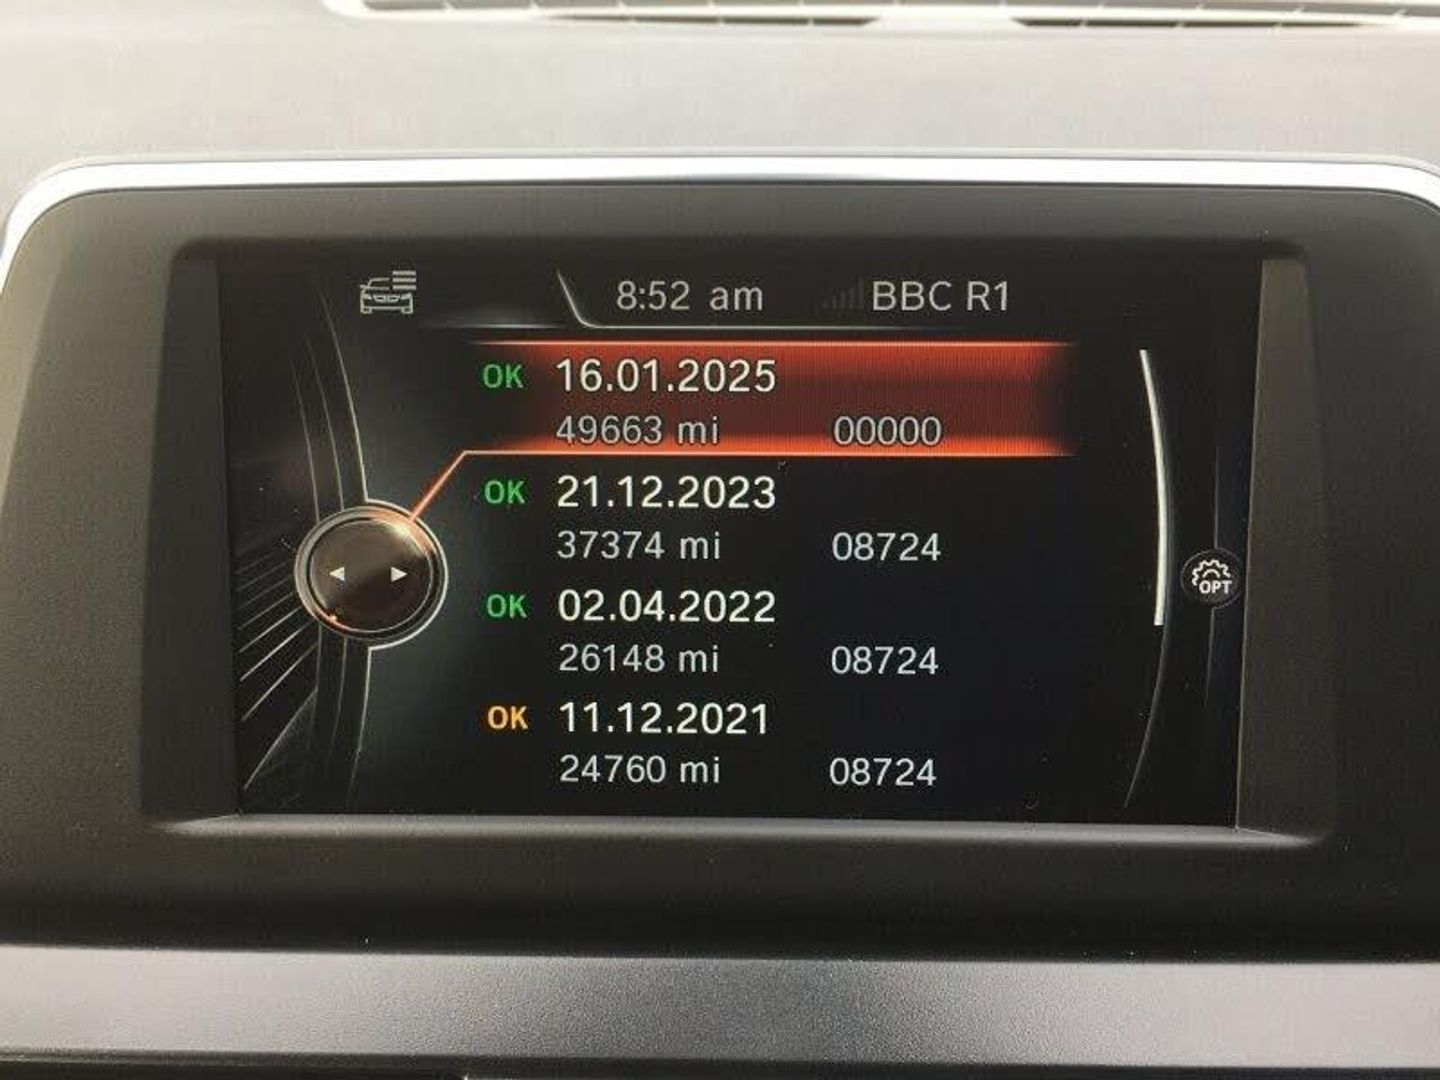 8:52 am BBC R1
OK 16.01.2025
49663 mi 00000
OK 21.12.2023
37374 mi 08724
OK 02.04.2022
26148 mi 08724
OPT
OK 11.12.2021
24760 mi 08724